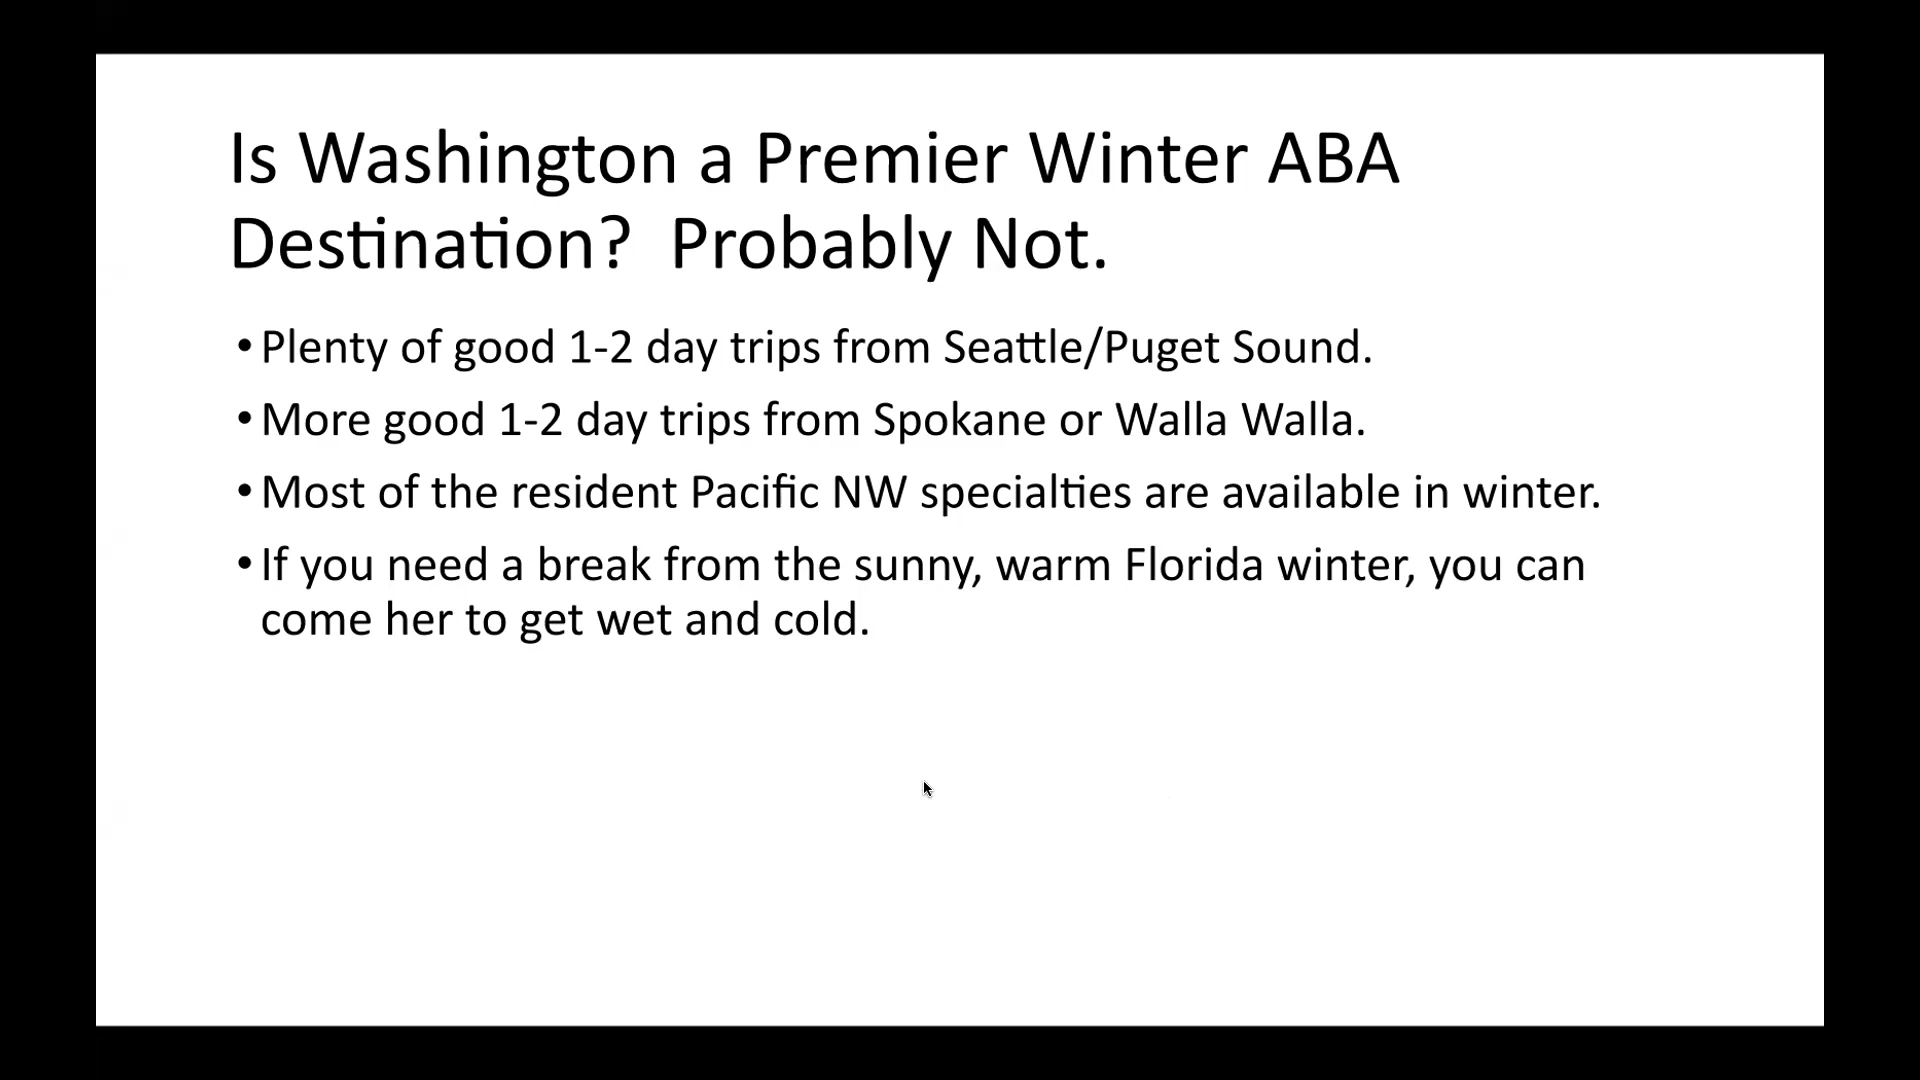 Is Washington a Premier Winter ABA
Destination?  Probably Not.
• Plenty of good 1-2 day trips from Seattle/Puget Sound.
• More good 1-2 day trips from Spokane or Walla Walla.
• Most of the resident Pacific NW specialties are available in winter.
• If you need a break from the sunny, warm Florida winter, you can
come her to get wet and cold.